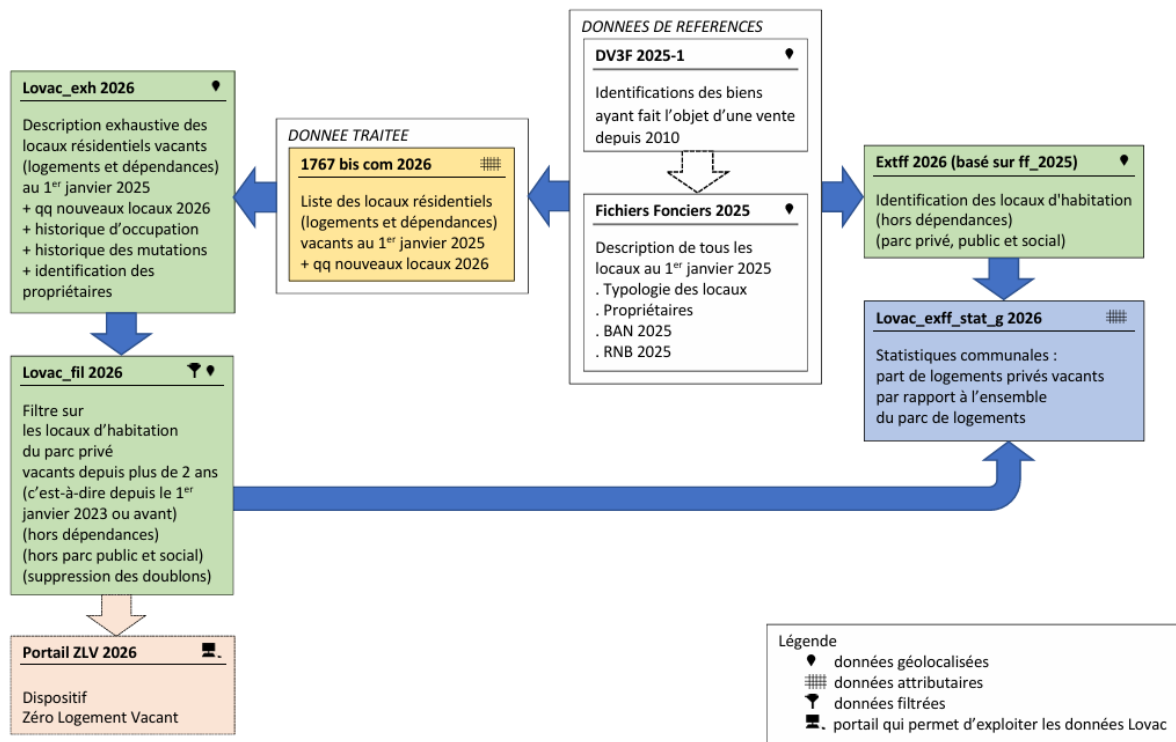 DONNEES DE REFERENCES
DV3F 2025-1
Identifications des biens
ayant fait l'objet d'une vente
depuis 2010
Fichiers Fonciers 2025
Description de tous les
locaux au 1er janvier 2025
. Typologie des locaux
. Propriétaires
. BAN 2025
. RNB 2025
DONNEE TRAITEE
1767 bis com 2026
Liste des locaux résidentiels
(logements et dépendances)
vacants au 1er janvier 2025
+ qq nouveaux locaux 2026
Lovac_exh 2026
Description exhaustive des
locaux résidentiels vacants
(logements et dépendances)
au 1er janvier 2025
+ qq nouveaux locaux 2026
+ historique d'occupation
+ historique des mutations
+ identification des
propriétaires
Lovac_fil 2026
Filtre sur
les locaux d'habitation
du parc privé
vacants depuis plus de 2 ans
(c'est-à-dire depuis le 1er
janvier 2023 ou avant)
(hors dépendances)
(hors parc public et social)
(suppression des doublons)
Portail ZLV 2026
Dispositif
Zéro Logement Vacant
Extff 2026 (basé sur ff_2025)
Identification des locaux d'habitation
(hors dépendances)
(parc privé, public et social)
Lovac_exff_stat_g 2026
Statistiques communales :
part de logements privés vacants
par rapport à l'ensemble
du parc de logements
Légende
données géolocalisées
données attributaires
données filtrées
portail qui permet d'exploiter les données Lovac